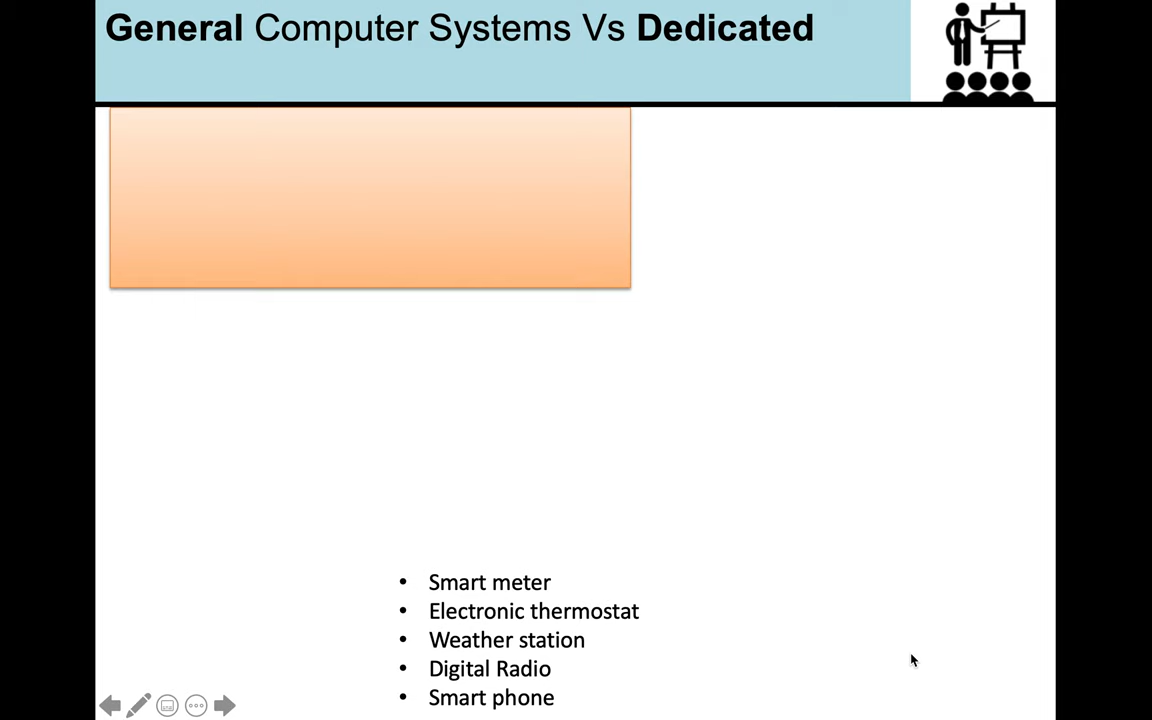 General Computer Systems Vs Dedicated
• Smart meter
• Electronic thermostat
• Weather station
• Digital Radio
• Smart phone